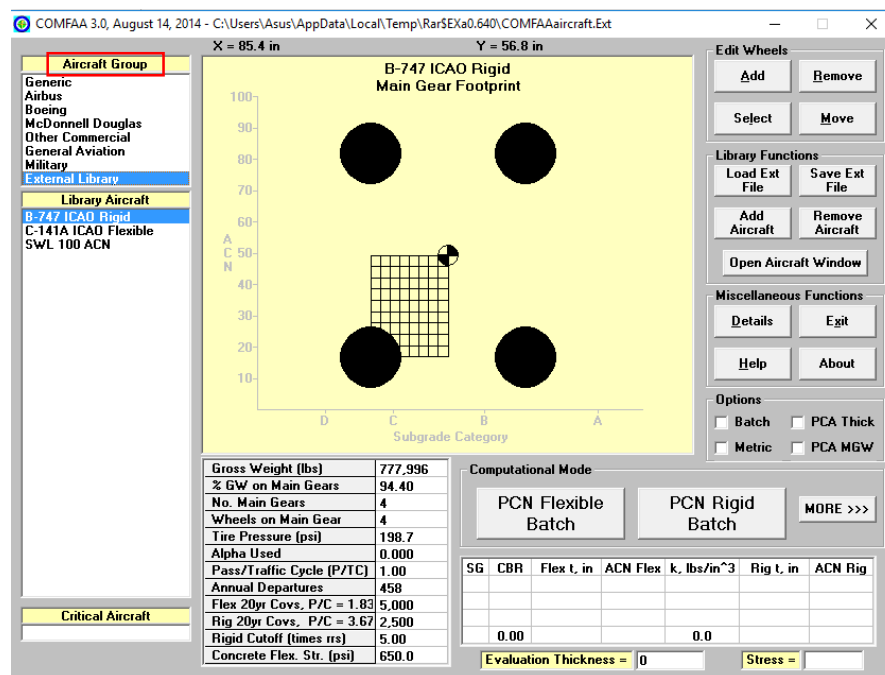 COMFAA 3.0, August 14, 2014 - C:\Users\Asus\AppData\Local\Temp\Rar$EXa0.640\COMFAAaircraft.Ext
X = 85.4 in
Y = 56.8 in
Aircraft Group
Generic
Airbus
Boeing
McDonnell Douglas
Other Commercial
General Aviation
Military
External Library
Library Aircraft
B-747 ICAO Rigid
C-141A ICAO Flexible
SWL 100 ACN
Critical Aircraft
B-747 ICAO Rigid
Main Gear Footprint
100
90
80
70
60
50
40
30
20
10
A
C
N
D C B A
Subgrade Category
Edit Wheels
Add Remove
Select Move
Library Functions
Load Ext File
Save Ext File
Add Aircraft
Remove Aircraft
Open Aircraft Window
Miscellaneous Functions
Details Exit
Help About
Options
Batch PCA Thick
Metric PCA MGW
Gross Weight (lbs) 777,996
% GW on Main Gears 94.40
No. Main Gears 4
Wheels on Main Gear 4
Tire Pressure (psi) 198.7
Alpha Used 0.000
Pass/Traffic Cycle (P/TC) 1.00
Annual Departures 458
Flex 20yr Covs, P/C = 1.83 5,000
Rig 20yr Covs, P/C = 3.67 2,500
Rigid Cutoff (times rrs) 5.00
Concrete Flex. Str. (psi) 650.0
Computational Mode
PCN Flexible Batch
PCN Rigid Batch
MORE >>>
SG CBR Flex t, in ACN Flex k, lbs/in^3 Rig t, in ACN Rig
0.00 0.0
Evaluation Thickness = 0 Stress =